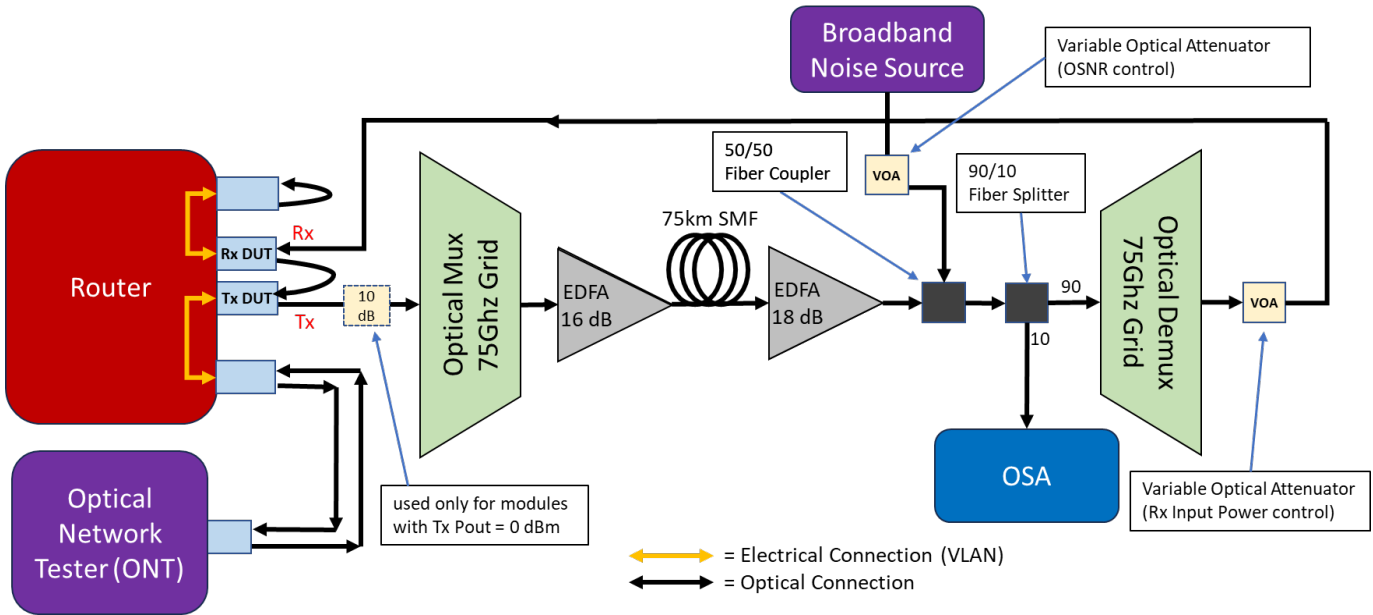 Broadband
Noise Source
Variable Optical Attenuator
(OSNR control)
50/50
Fiber Coupler
VOA
90/10
Fiber Splitter
75km SMF
Rx
Rx DUT
Router
Tx DUT
Tx
10
dB
Optical Mux
75Ghz Grid
EDFA
16 dB
EDFA
18 dB
90
10
Optical Demux
75Ghz Grid
VOA
OSA
used only for modules
with Tx Pout = 0 dBm
Variable Optical Attenuator
(Rx Input Power control)
Optical
Network
Tester (ONT)
= Electrical Connection (VLAN)
= Optical Connection